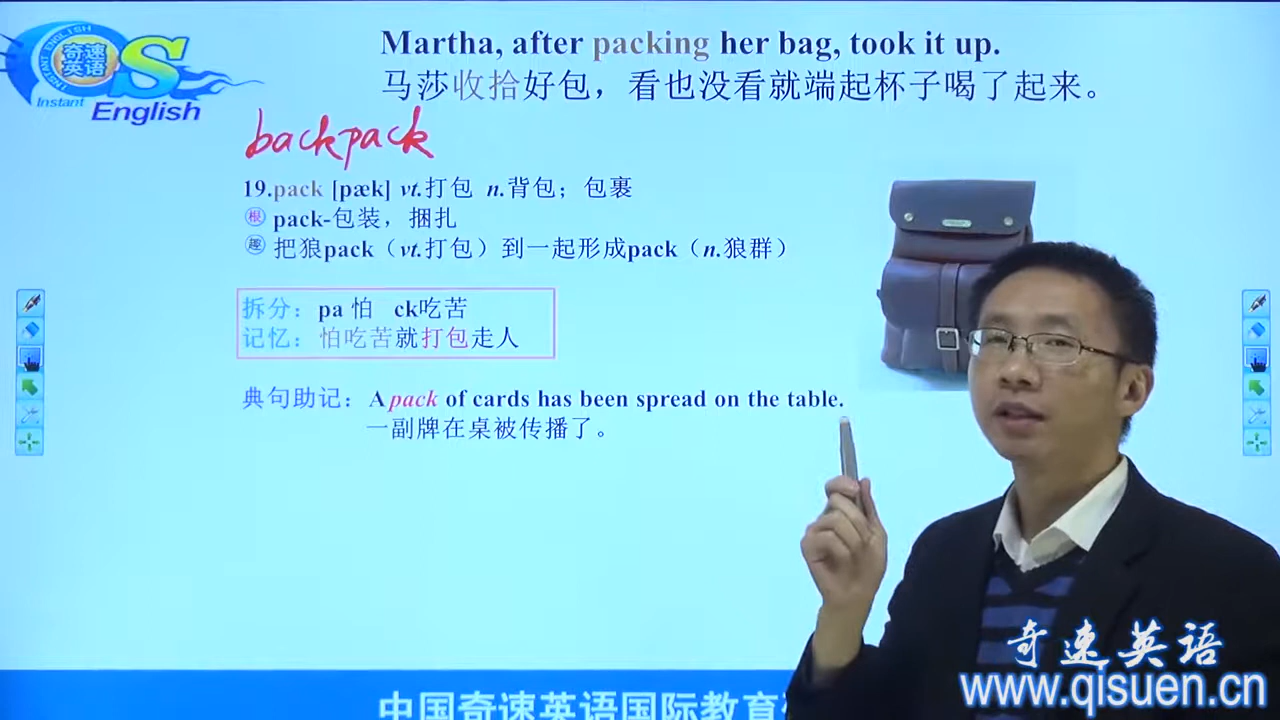 INSTANT ENGLISH
奇速
英语
S
Instant
English
Martha, after packing her bag, took it up.
马莎收拾好包，看也没看就端起杯子喝了起来。
backpack
19.pack [pæk] vt.打包 n.背包；包裹
根 pack-包装，捆扎
趣 把狼pack（vt.打包）到一起形成pack（n.狼群）
拆分：pa 怕 ck吃苦
记忆：怕吃苦就打包走人
典句助记：A pack of cards has been spread on the table.
一副牌在桌被传播了。
奇速英语
www.qisuen.cn
中国奇速英语国际教育